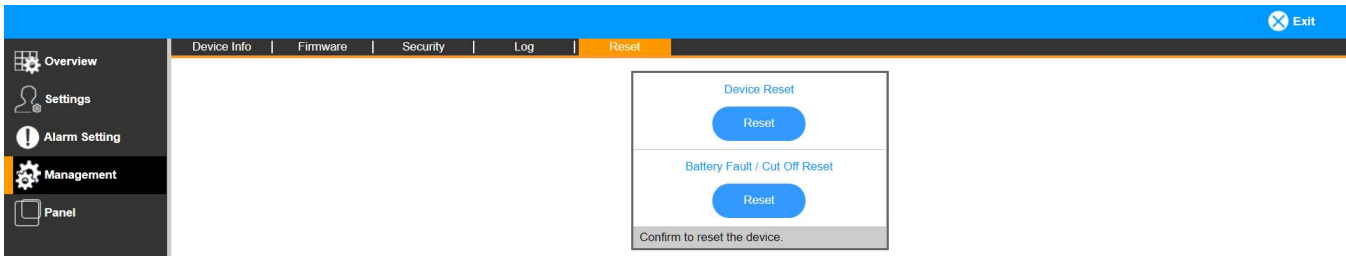 Exit
Device Info | Firmware | Security | Log | Reset
Overview
Settings
Alarm Setting
Management
Panel
Device Reset
Reset
Battery Fault / Cut Off Reset
Reset
Confirm to reset the device.